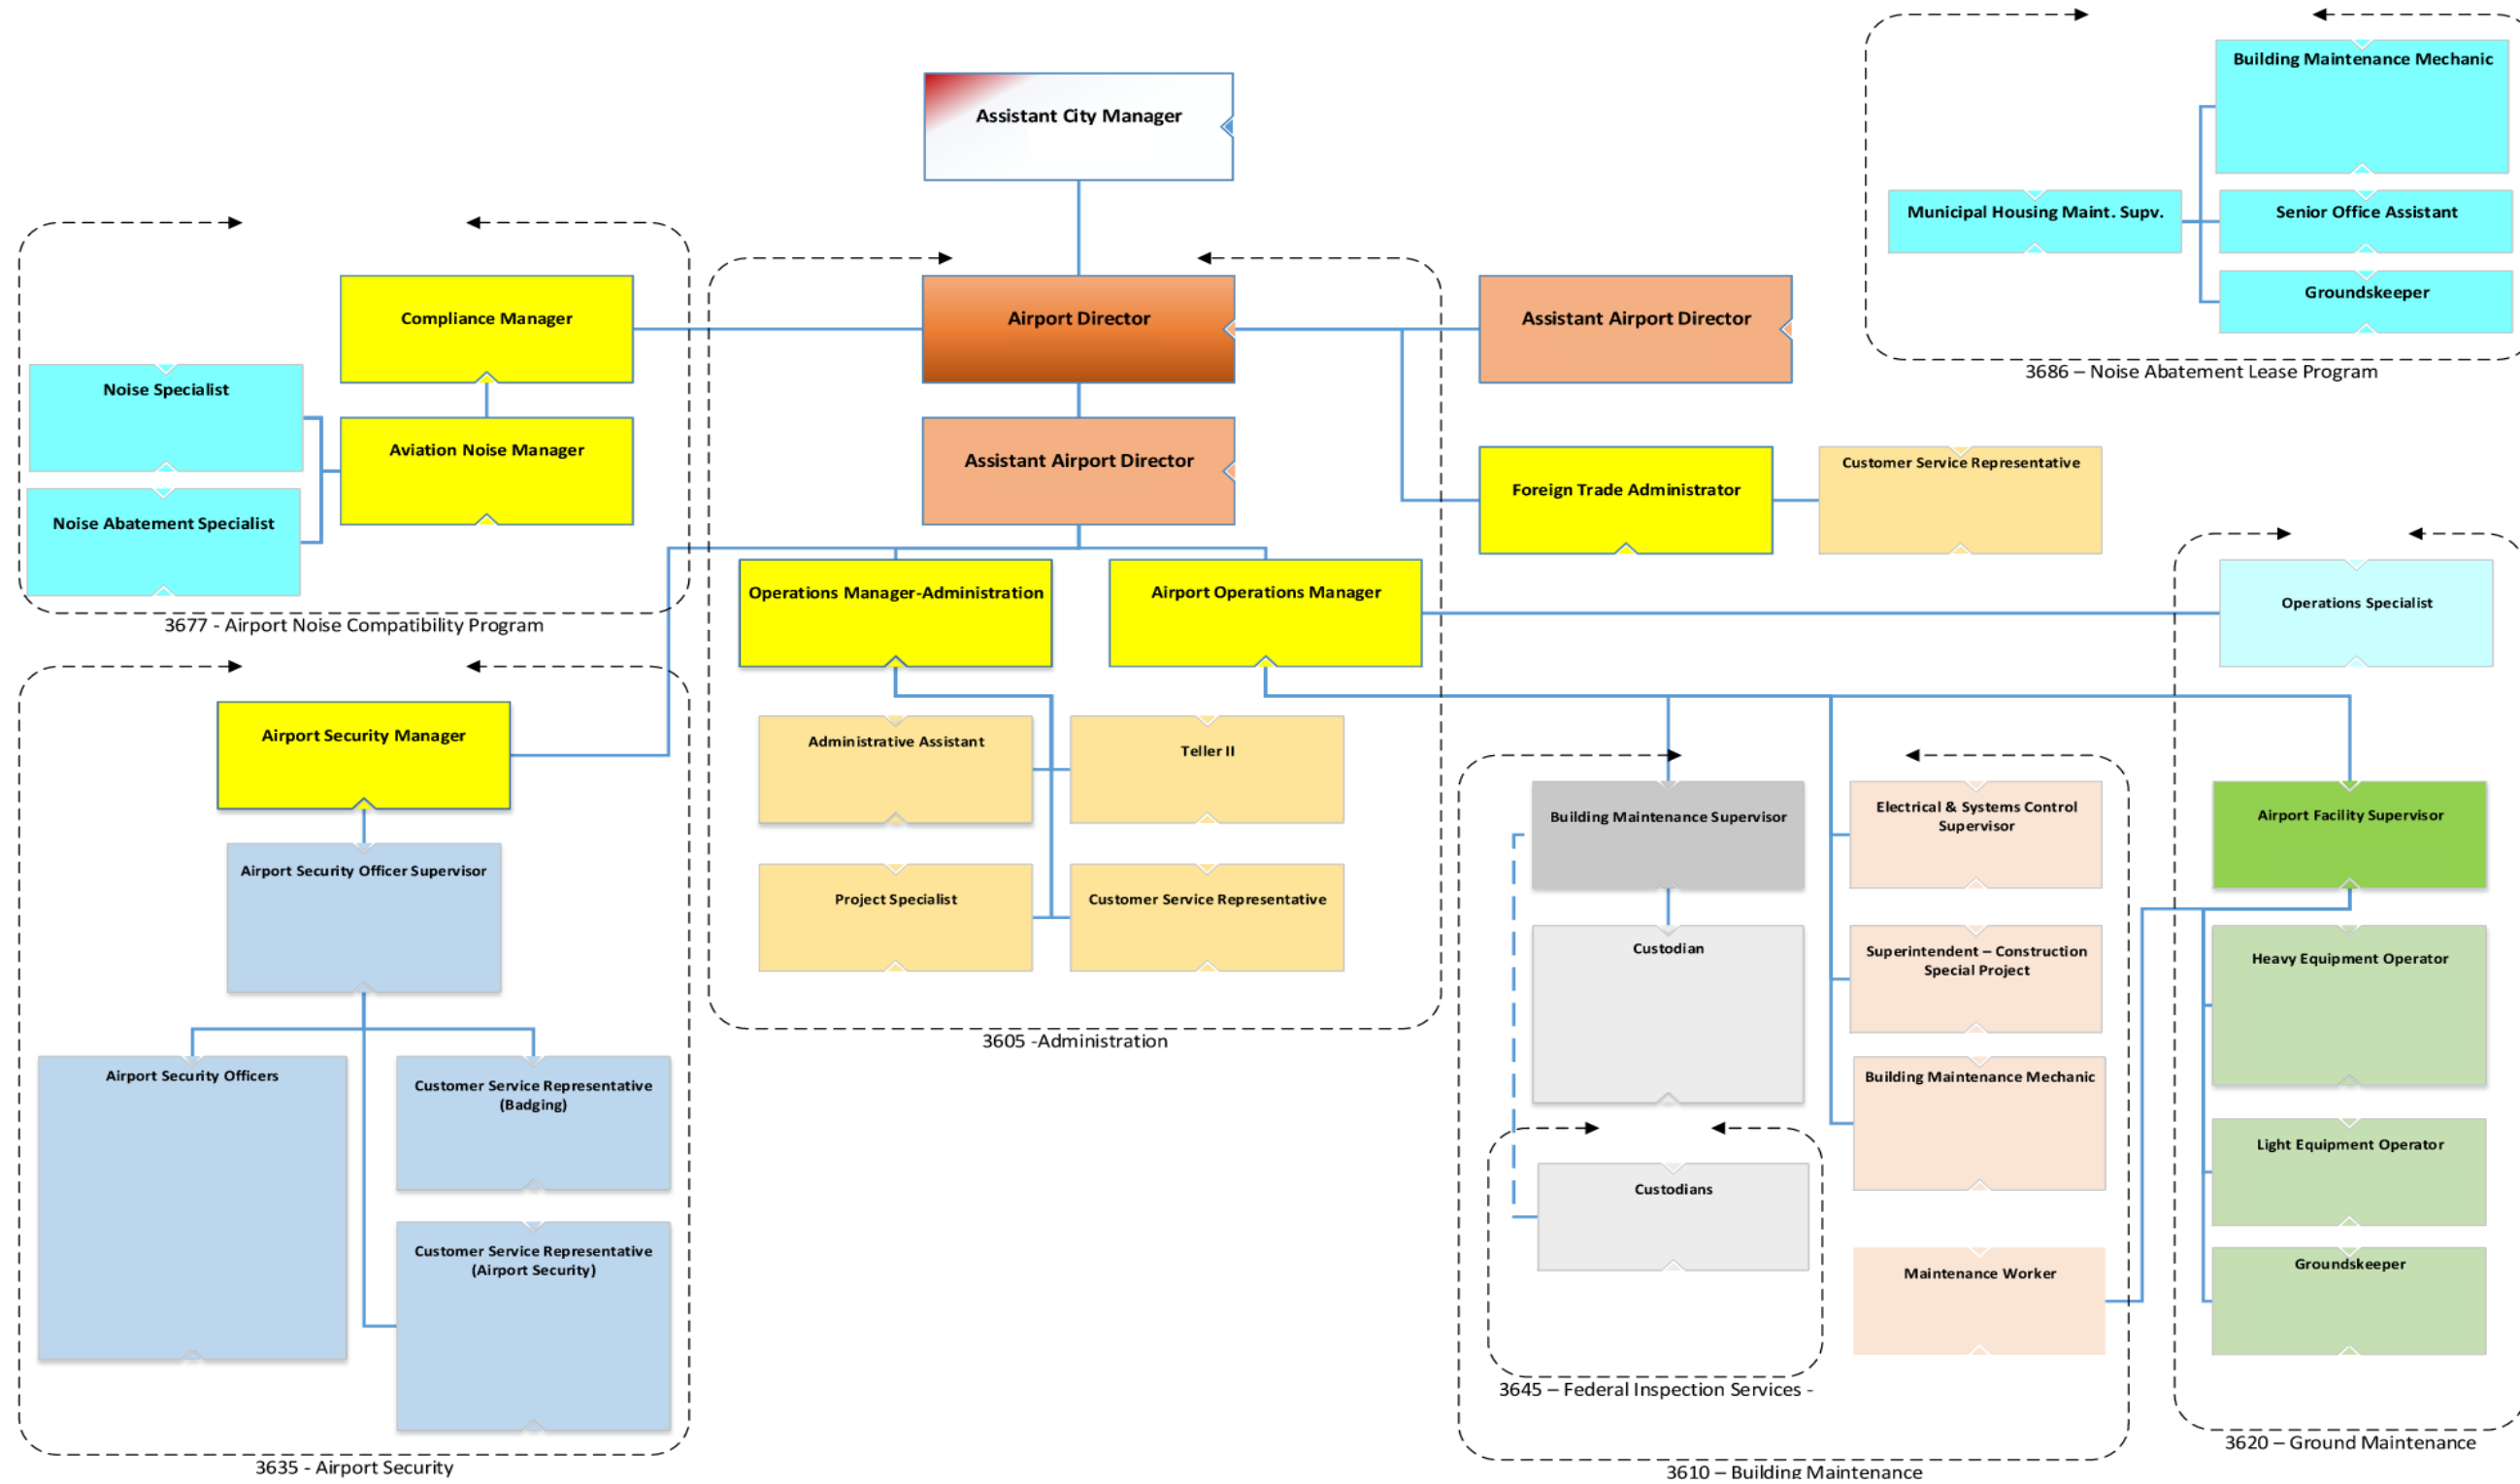 Assistant City Manager
Building Maintenance Mechanic
Municipal Housing Maint. Supv.
Senior Office Assistant
Groundskeeper
3686 – Noise Abatement Lease Program
Compliance Manager
Airport Director
Assistant Airport Director
Noise Specialist
Aviation Noise Manager
Assistant Airport Director
Foreign Trade Administrator
Customer Service Representative
Noise Abatement Specialist
3677 - Airport Noise Compatibility Program
Operations Manager-Administration
Airport Operations Manager
Operations Specialist
Airport Security Manager
Administrative Assistant
Teller II
Project Specialist
Customer Service Representative
3605 -Administration
Airport Security Officer Supervisor
Airport Security Officers
Customer Service Representative
(Badging)
Customer Service Representative
(Airport Security)
3635 - Airport Security
Building Maintenance Supervisor
Electrical & Systems Control
Supervisor
Custodian
Superintendent – Construction
Special Project
Building Maintenance Mechanic
Custodians
3645 – Federal Inspection Services -
Maintenance Worker
3610 – Building Maintenance
Airport Facility Supervisor
Heavy Equipment Operator
Light Equipment Operator
Groundskeeper
3620 – Ground Maintenance